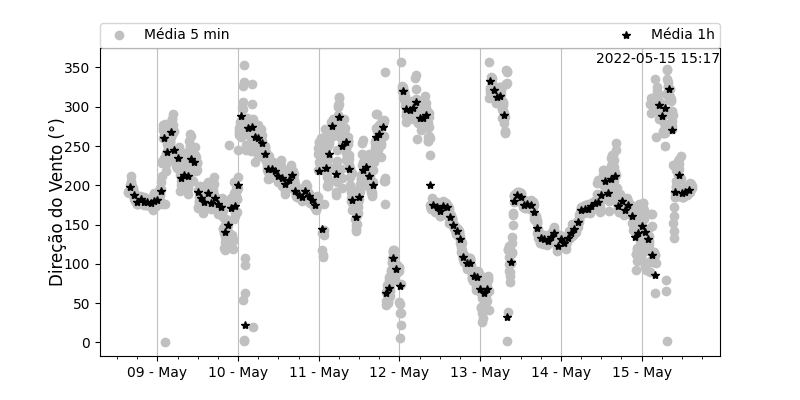 Média 5 min
Média 1h
2022-05-15 15:17
Direção do Vento (°)
350
300
250
200
150
100
50
0
09 - May
10 - May
11 - May
12 - May
13 - May
14 - May
15 - May